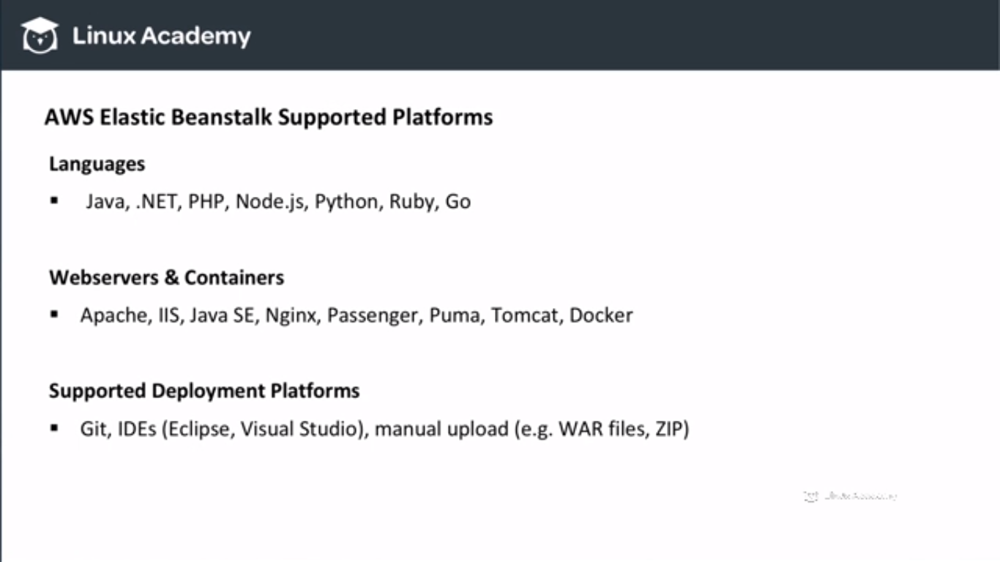 Linux Academy
AWS Elastic Beanstalk Supported Platforms
Languages
▪ Java, .NET, PHP, Node.js, Python, Ruby, Go
Webservers & Containers
▪ Apache, IIS, Java SE, Nginx, Passenger, Puma, Tomcat, Docker
Supported Deployment Platforms
▪ Git, IDEs (Eclipse, Visual Studio), manual upload (e.g. WAR files, ZIP)
Linux Academy